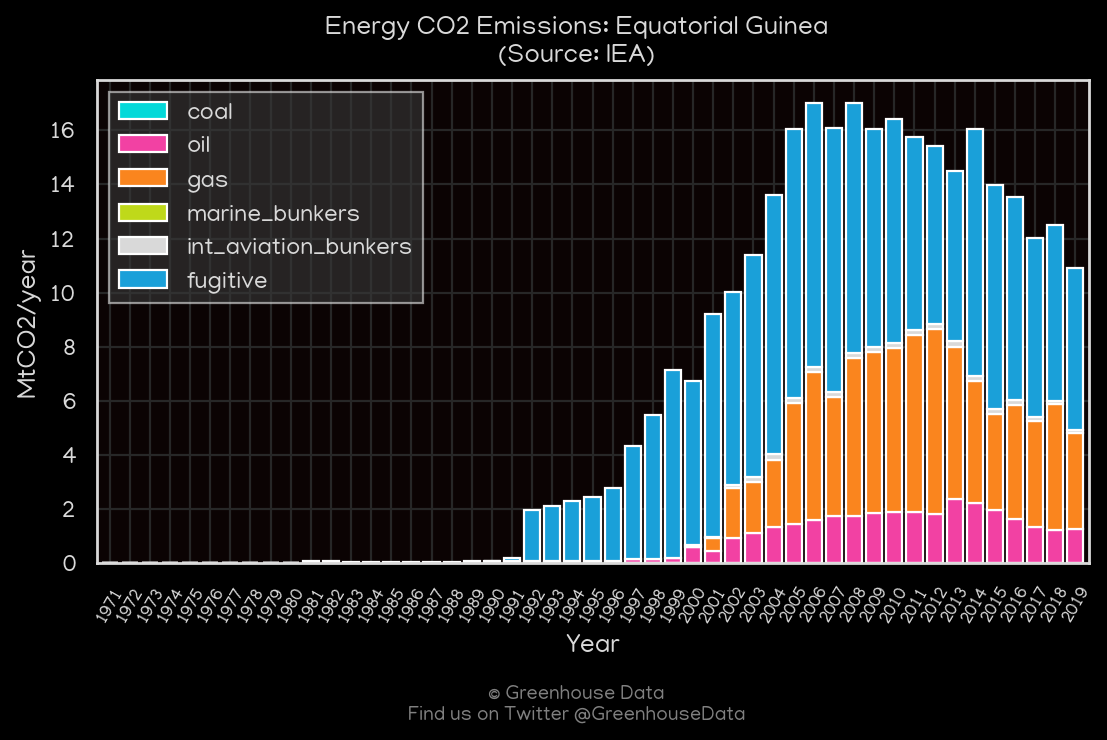 Energy CO2 Emissions: Equatorial Guinea
(Source: IEA)
coal
oil
gas
marine_bunkers
int_aviation_bunkers
fugitive
MtCO2/year
16
14
12
10
8
6
4
2
0
1971 1972 1973 1974 1975 1976 1977 1978 1979 1980 1981 1982 1983 1984 1985 1986 1987 1988 1989 1990 1991 1992 1993 1994 1995 1996 1997 1998 1999 2000 2001 2002 2003 2004 2005 2006 2007 2008 2009 2010 2011 2012 2013 2014 2015 2016 2017 2018 2019
Year
© Greenhouse Data
Find us on Twitter @GreenhouseData